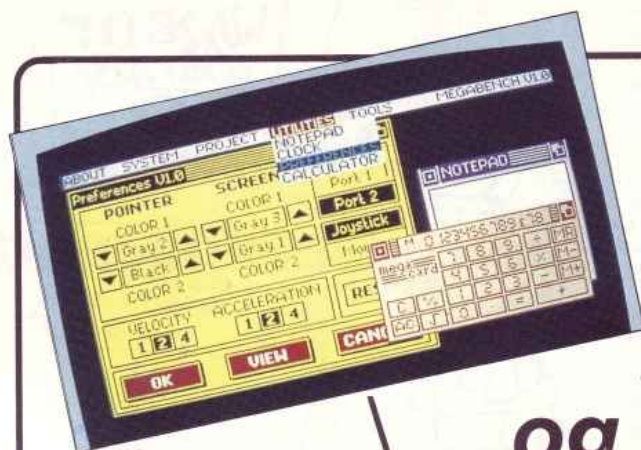 ABOUT SYSTEM PROJECT UTILITIES TOOLS MEGABENCH V1.0
NOTEPAD
CLOCK
PREFERENCES
CALCULATOR
Preferences V1.0
POINTER SCREEN
COLOR 1 COLOR 1 Port 1
Gray 2 Gray 3 Port 2
Black Gray 1 Joystick
COLOR 2 COLOR 2
VELOCITY ACCELERATION
1 2 4 1 2 4
OK VIEW
NOTEPAD
M 0.123456789
mega card 7 8 9 ÷ MR
4 5 6 × M-
C % 1 2 3 - M+
AC √ 0 . = +
og